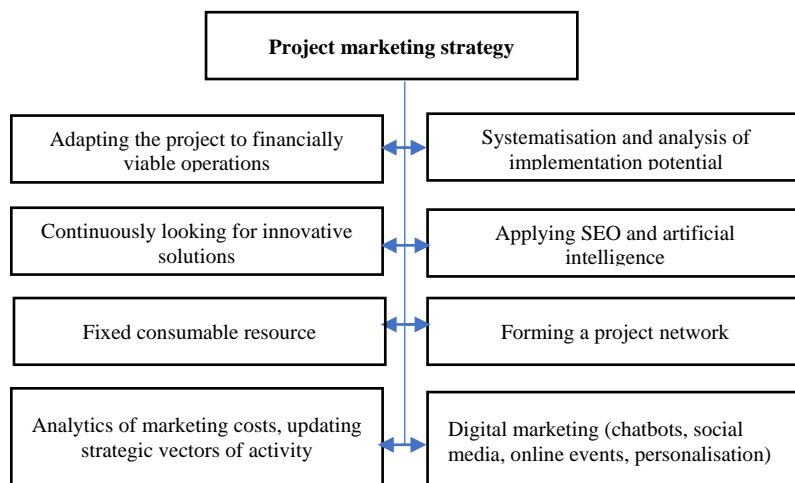 Project marketing strategy
Adapting the project to financially
viable operations
Systematisation and analysis of
implementation potential
Continuously looking for innovative
solutions
Applying SEO and artificial
intelligence
Fixed consumable resource
Forming a project network
Analytics of marketing costs, updating
strategic vectors of activity
Digital marketing (chatbots, social
media, online events, personalisation)